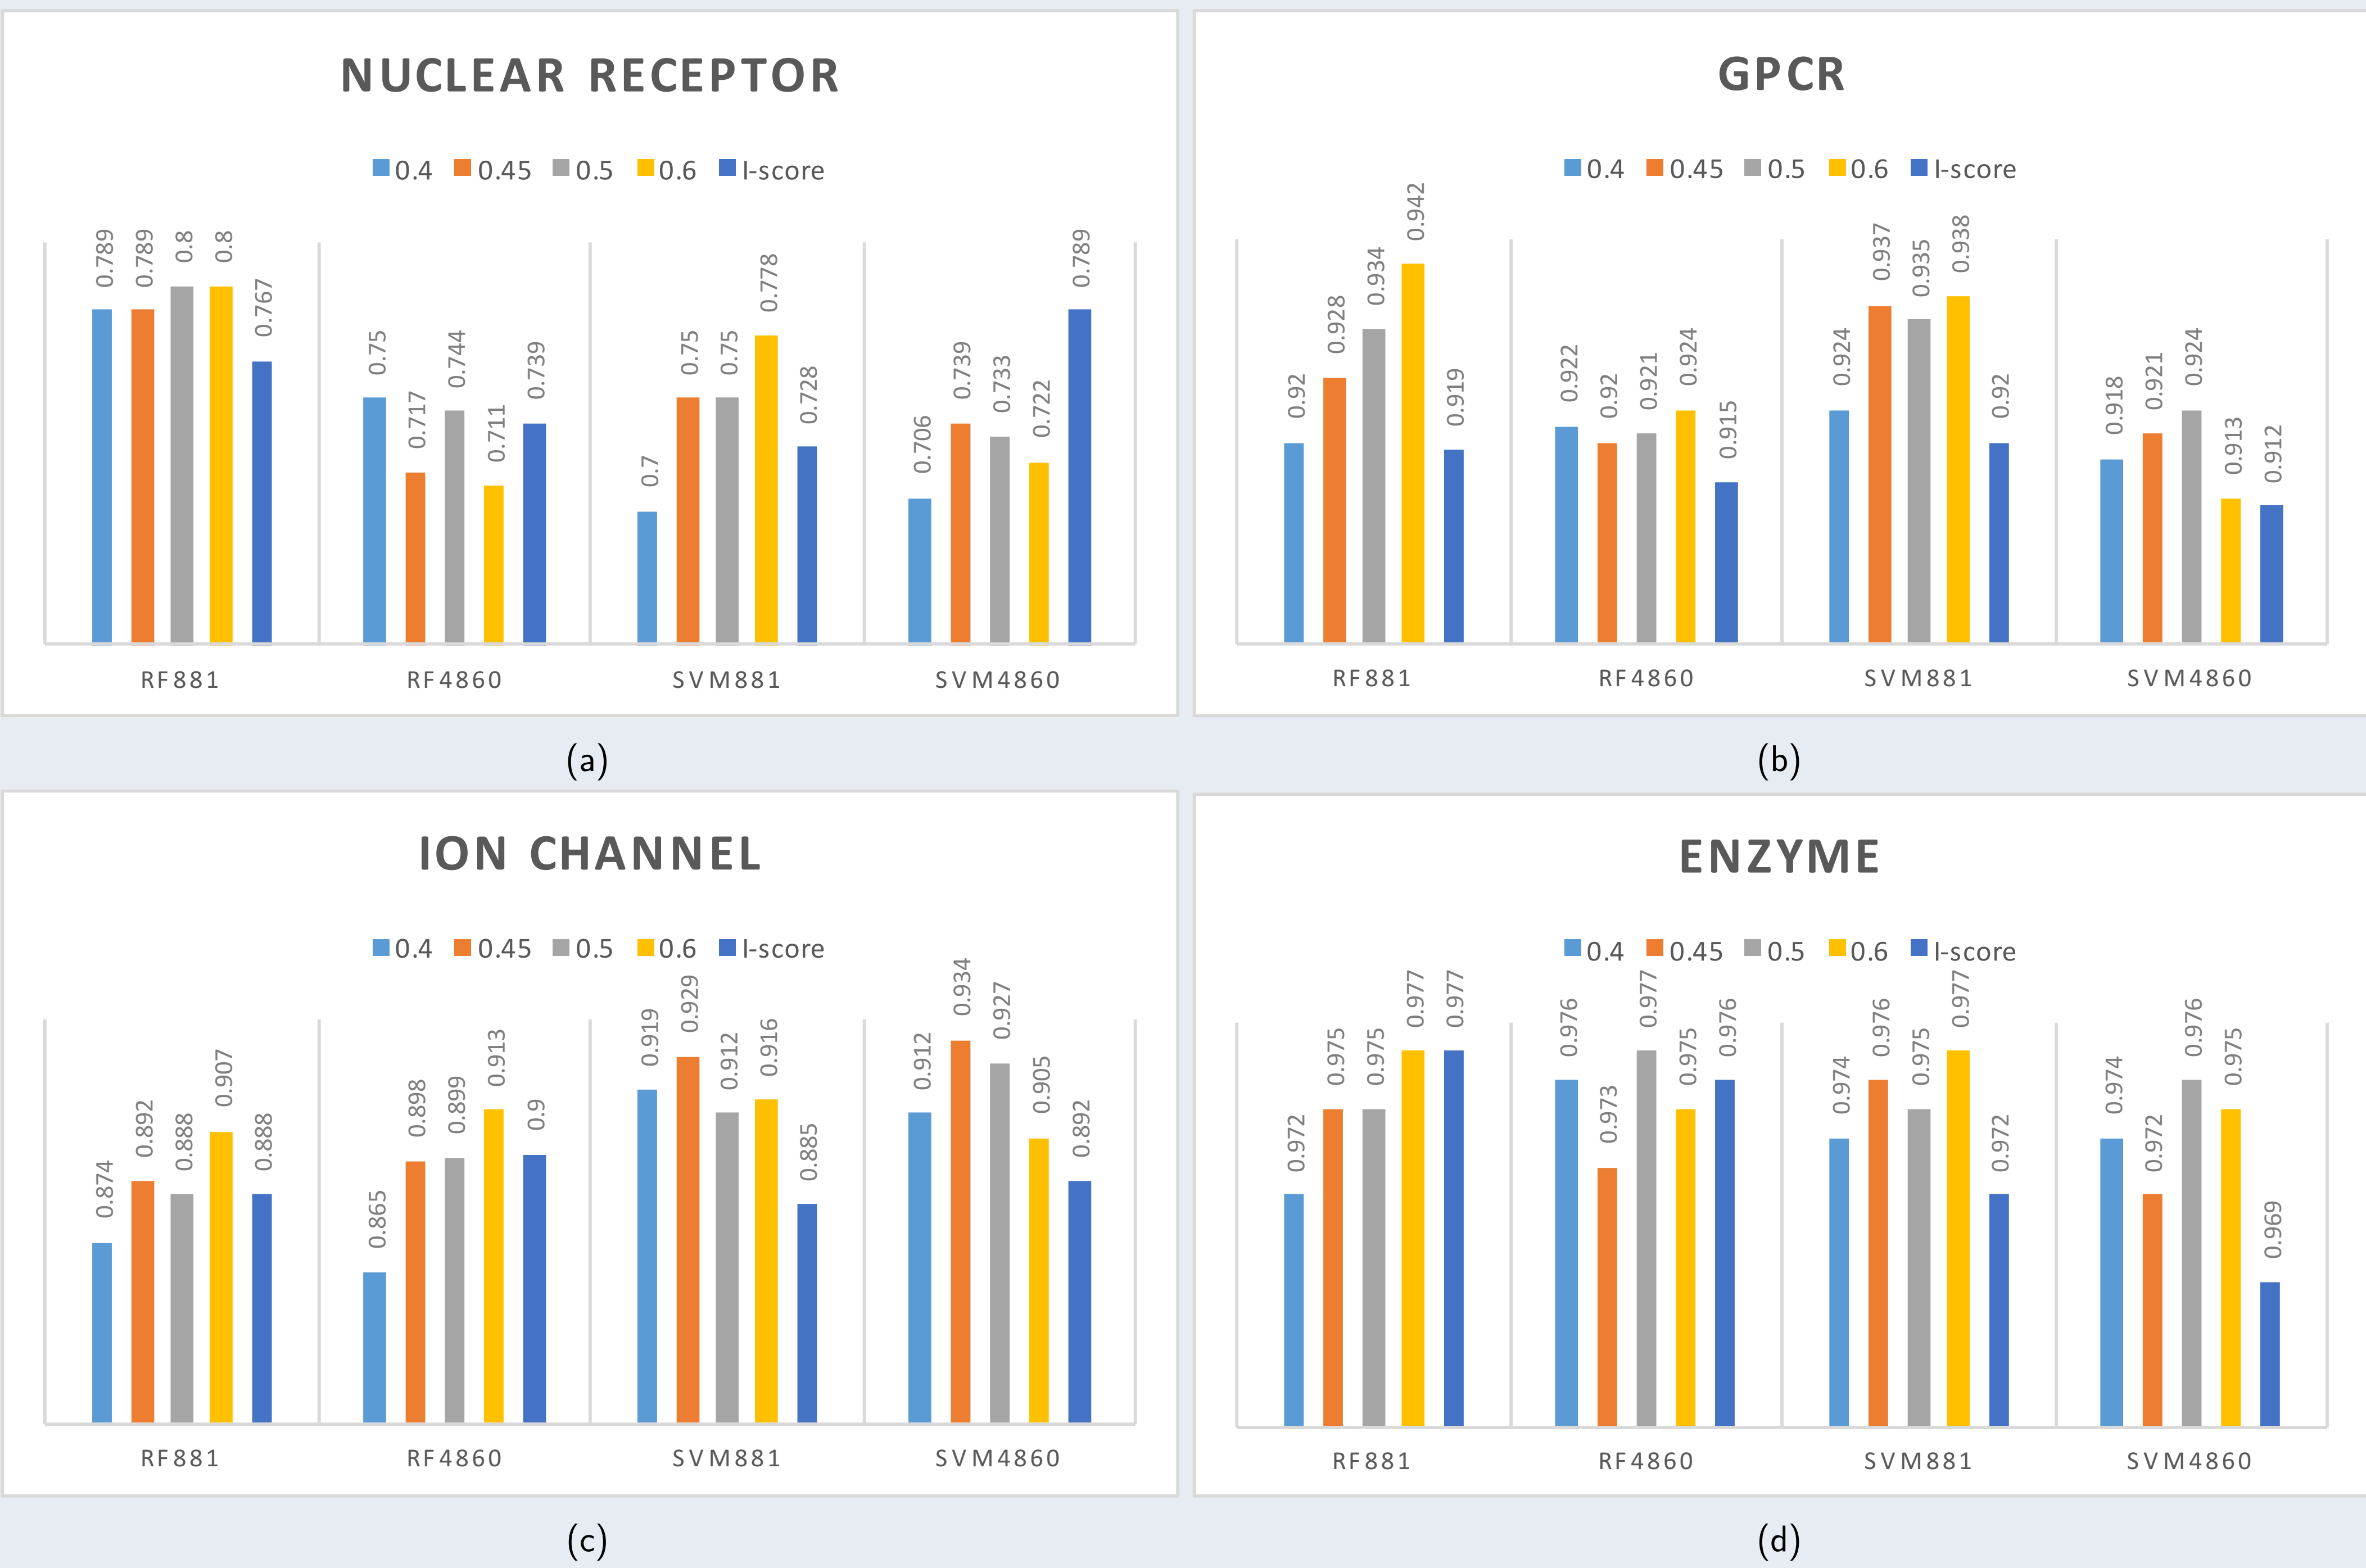 NUCLEAR RECEPTOR
0.4 0.45 0.5 0.6 I-score
0.789 0.789 0.8 0.8 0.767 0.75 0.717 0.744 0.711 0.739 0.7 0.75 0.75 0.778 0.728 0.706 0.739 0.733 0.722 0.789
RF881 RF4860 SVM881 SVM4860
(a)
GPCR
0.4 0.45 0.5 0.6 I-score
0.92 0.928 0.934 0.942 0.919 0.922 0.92 0.921 0.924 0.915 0.924 0.937 0.935 0.938 0.92 0.918 0.921 0.924 0.913 0.912
RF881 RF4860 SVM881 SVM4860
(b)
ION CHANNEL
0.4 0.45 0.5 0.6 I-score
0.874 0.892 0.888 0.907 0.888 0.865 0.898 0.899 0.913 0.9 0.919 0.929 0.912 0.916 0.885 0.912 0.934 0.927 0.905 0.892
RF881 RF4860 SVM881 SVM4860
(c)
ENZYME
0.4 0.45 0.5 0.6 I-score
0.972 0.975 0.975 0.977 0.977 0.976 0.973 0.977 0.975 0.976 0.974 0.976 0.975 0.977 0.972 0.974 0.972 0.976 0.975 0.969
RF881 RF4860 SVM881 SVM4860
(d)